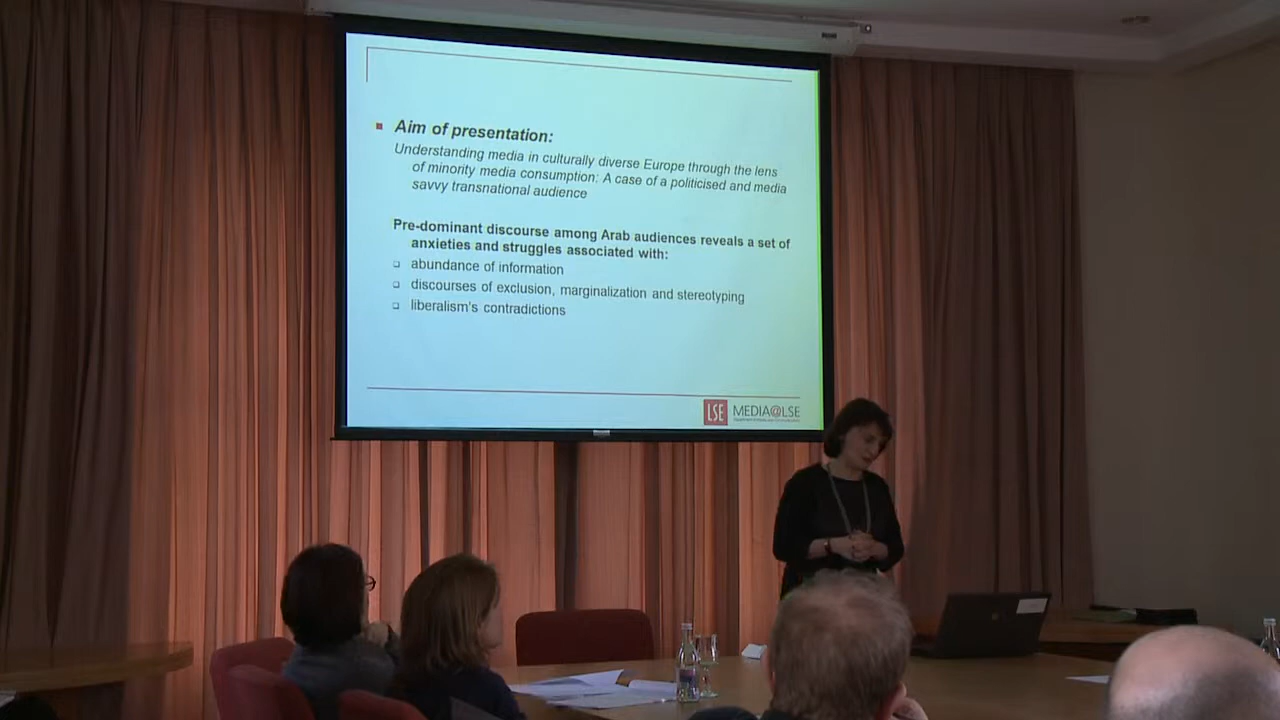 Aim of presentation:
Understanding media in culturally diverse Europe through the lens
of minority media consumption: A case of a politicised and media
savvy transnational audience
Pre-dominant discourse among Arab audiences reveals a set of
anxieties and struggles associated with:
abundance of information
discourses of exclusion, marginalization and stereotyping
liberalism's contradictions
LSE MEDIA@LSE